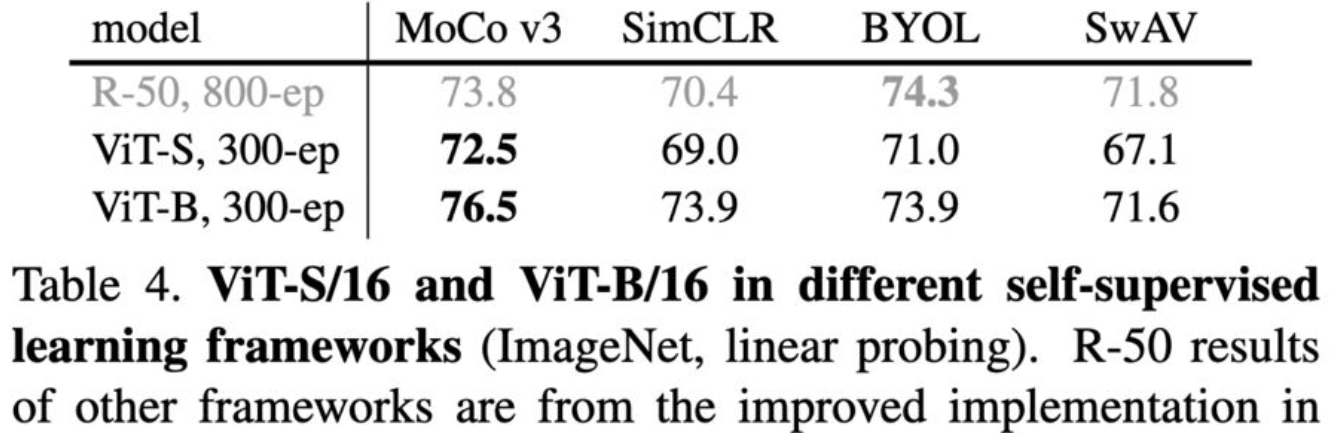 model MoCo v3 SimCLR BYOL SwAV
R-50, 800-ep 73.8 70.4 74.3 71.8
ViT-S, 300-ep 72.5 69.0 71.0 67.1
ViT-B, 300-ep 76.5 73.9 73.9 71.6
Table 4. ViT-S/16 and ViT-B/16 in different self-supervised
learning frameworks (ImageNet, linear probing). R-50 results
of other frameworks are from the improved implementation in